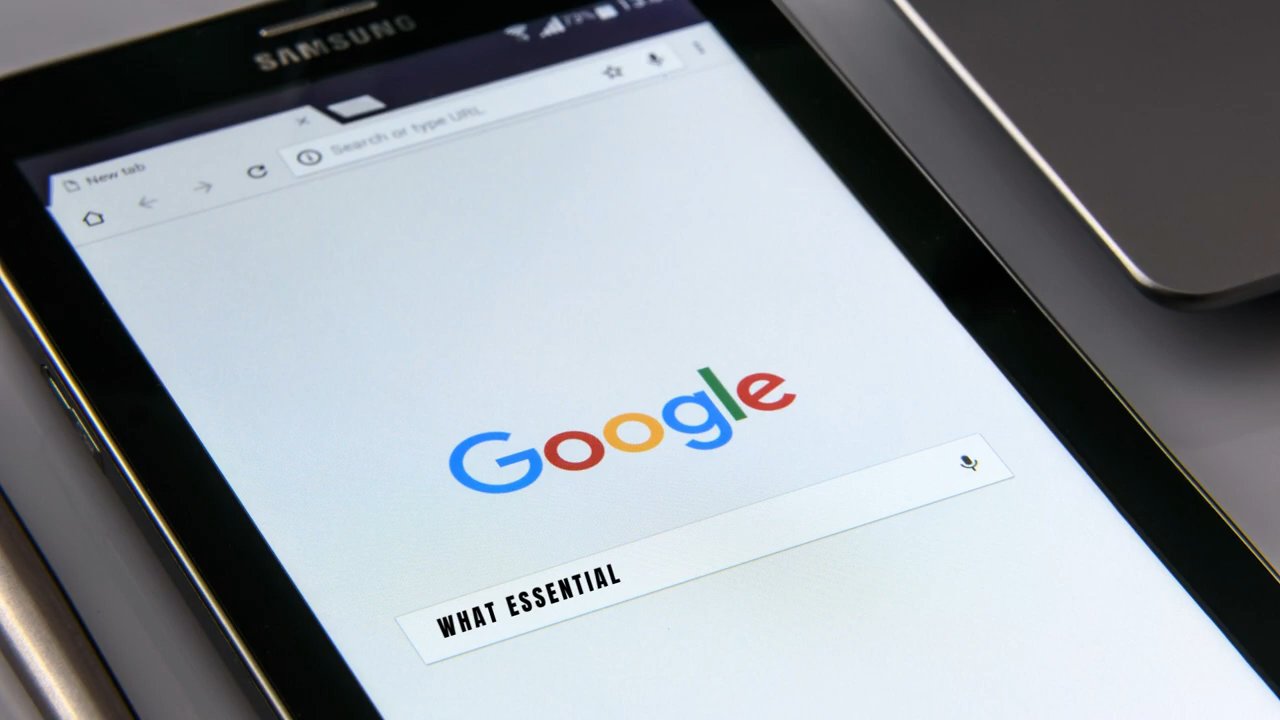 SAMSUNG
New tab
Search or type URL
Google
WHAT ESSENTIAL